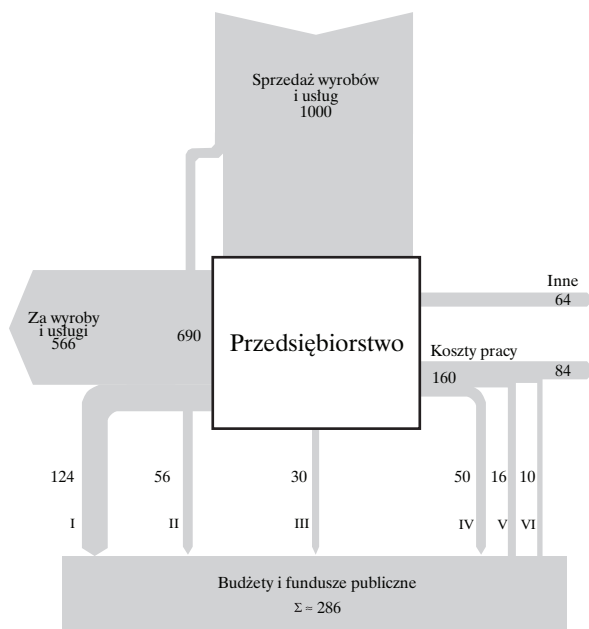 Sprzedaż wyrobów
i usług
1000
Inne
64
Za wyroby
i usługi
566
690
Przedsiębiorstwo
Koszty pracy
160
84
124
56
30
50
16
10
I
II
III
IV
V
VI
Budżety i fundusze publiczne
Σ = 286